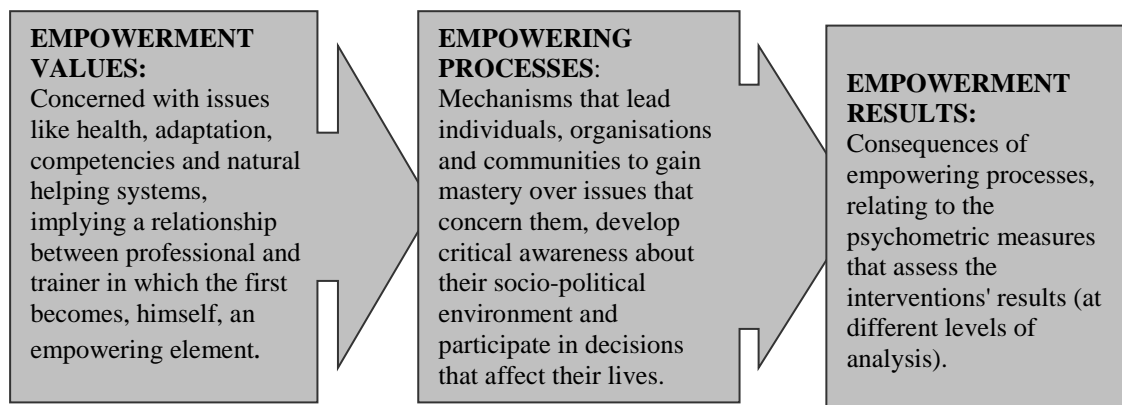 EMPOWERMENT
VALUES:
Concerned with issues
like health, adaptation,
competencies and natural
helping systems,
implying a relationship
between professional and
trainer in which the first
becomes, himself, an
empowering element.
EMPOWERING
PROCESSES:
Mechanisms that lead
individuals, organisations
and communities to gain
mastery over issues that
concern them, develop
critical awareness about
their socio-political
environment and
participate in decisions
that affect their lives.
EMPOWERMENT
RESULTS:
Consequences of
empowering processes,
relating to the
psychometric measures
that assess the
interventions' results (at
different levels of
analysis).